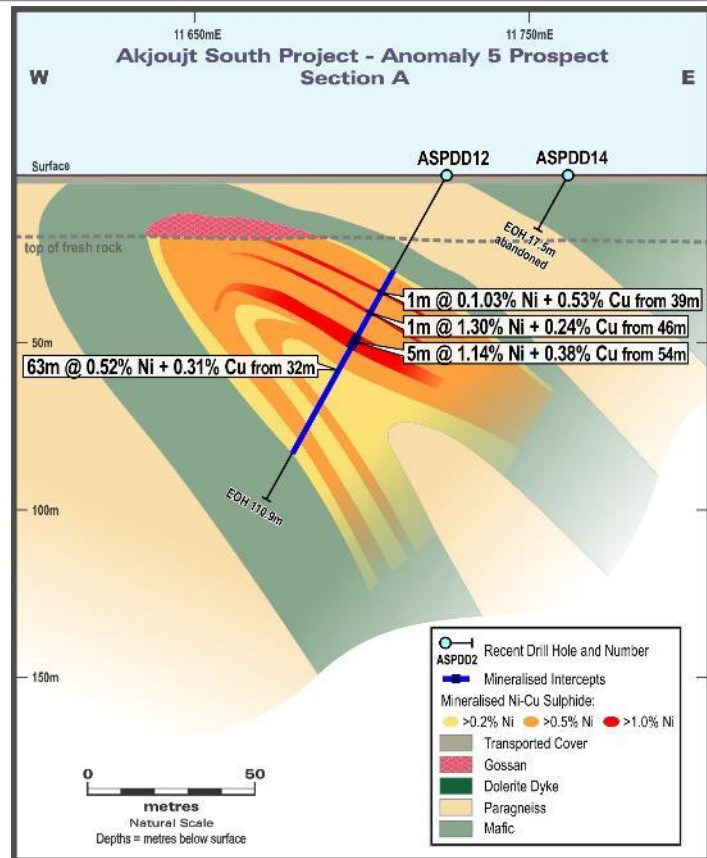 11 650mE
11 750mE
Akjoujt South Project - Anomaly 5 Prospect
Section A
W
E
Surface
ASPDD12
ASPDD14
EOH 17.5m
abandoned
top of fresh rock
1m @ 0.1.03% Ni + 0.53% Cu from 39m
1m @ 1.30% Ni + 0.24% Cu from 46m
50m
5m @ 1.14% Ni + 0.38% Cu from 54m
63m @ 0.52% Ni + 0.31% Cu from 32m
EOH 110.9m
100m
150m
ASPDD2
Recent Drill Hole and Number
Mineralised Intercepts
Mineralised Ni-Cu Sulphide:
>0.2% Ni >0.5% Ni >1.0% Ni
Transported Cover
Gossan
Dolerite Dyke
Paragneiss
Mafic
0 50
metres
Natural Scale
Depths = metres below surface